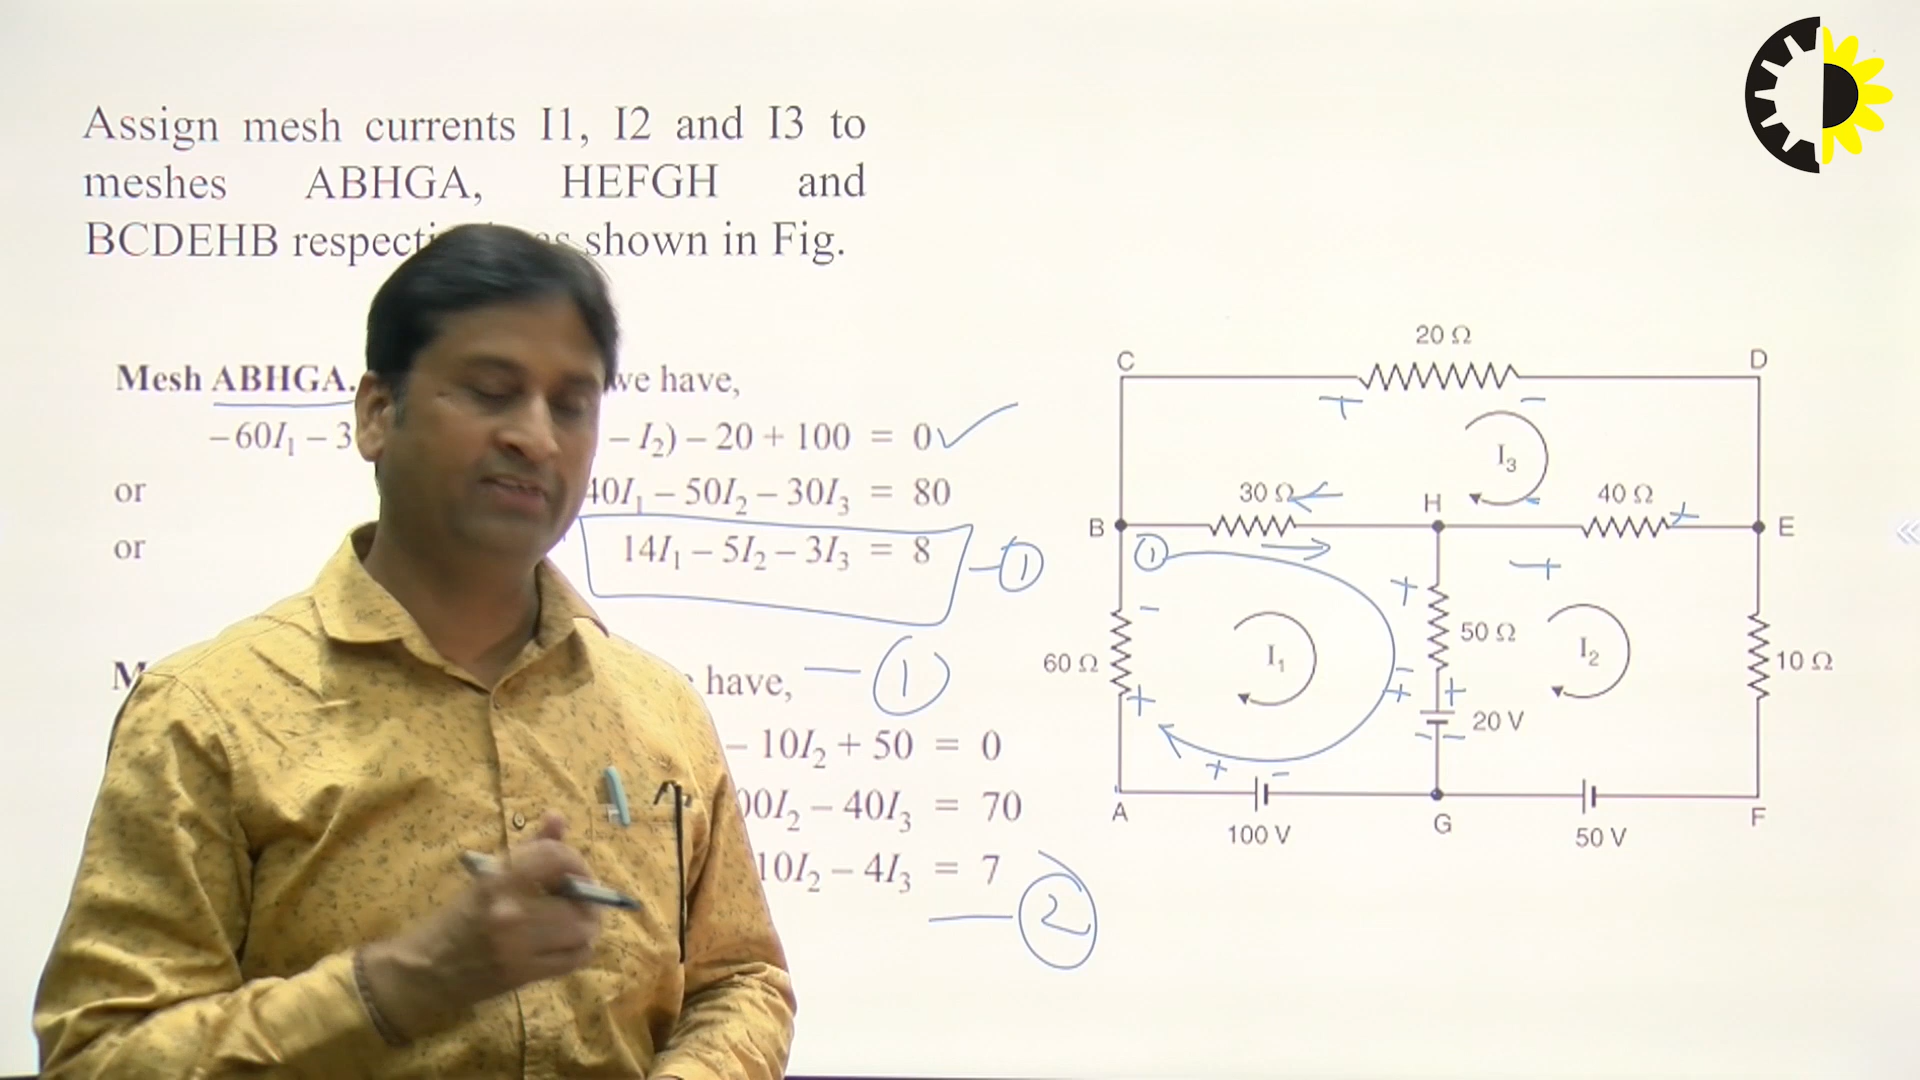 Assign mesh currents I1, I2 and I3 to
meshes ABHGA, HEFGH and
BCDEHB shown in Fig.
Mesh ABHGA. we have,
–60I₁ – 3 – I₂) – 20 + 100 = 0
or 40I₁ – 50I₂ – 30I₃ = 80
or 14I₁ – 5I₂ – 3I₃ = 8 – ①
have, – ①
– 10I₂ + 50 = 0
00I₂ – 40I₃ = 70
10I₂ – 4I₃ = 7
– ②
20 Ω
C D
+ –
I₃
30 Ω H 40 Ω +
B E
① +
– +
60 Ω I₁ 50 Ω I₂ 10 Ω
–
+ + +
20 V
– –
+ –
A G F
100 V 50 V